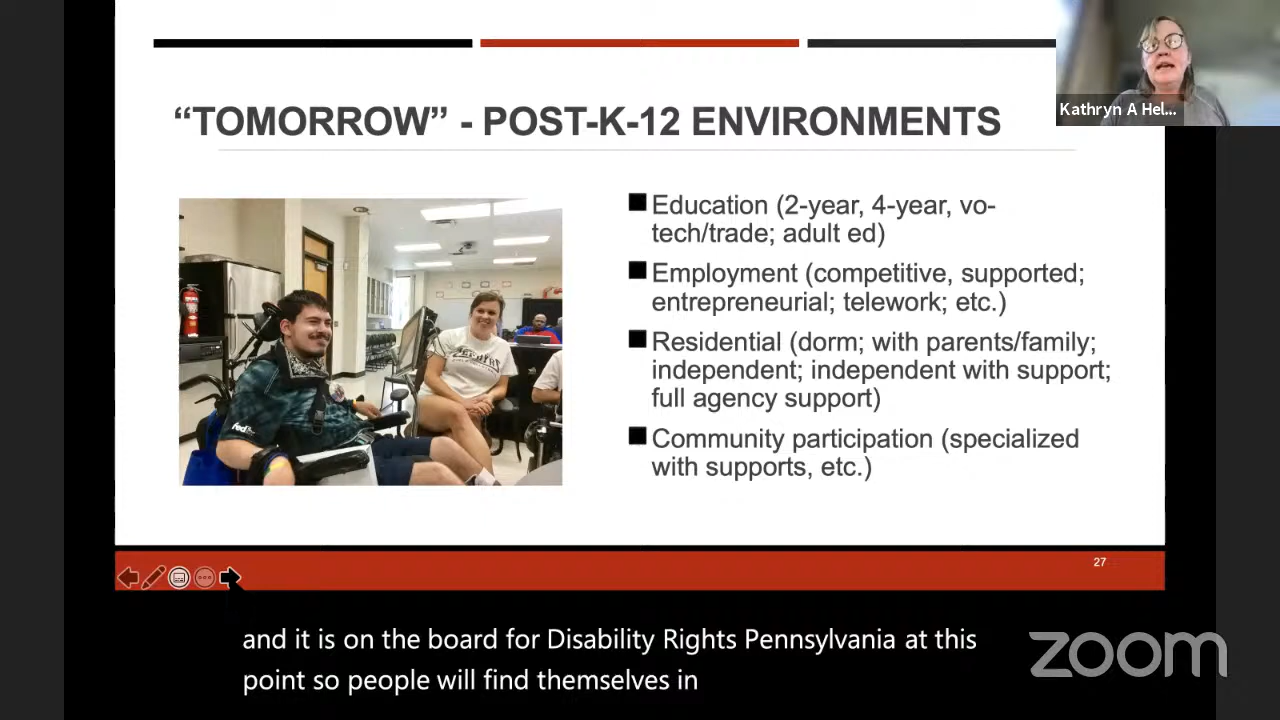 “TOMORROW” - POST-K-12 ENVIRONMENTS
Kathryn A Hel...
Education (2-year, 4-year, vo-
tech/trade; adult ed)
Employment (competitive, supported;
entrepreneurial; telework; etc.)
Residential (dorm; with parents/family;
independent; independent with support;
full agency support)
Community participation (specialized
with supports, etc.)
27
and it is on the board for Disability Rights Pennsylvania at this
point so people will find themselves in
zoom